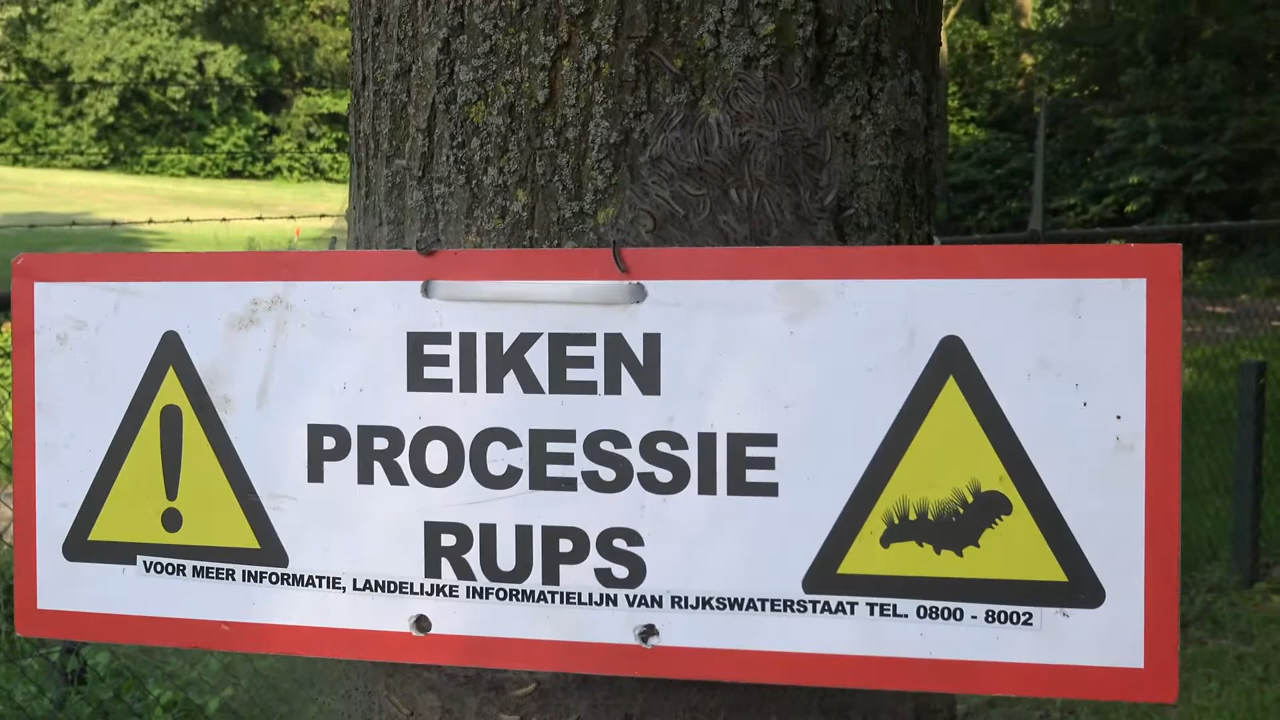 EIKEN
PROCESSIE
RUPS
VOOR MEER INFORMATIE, LANDELIJKE INFORMATIELIJN VAN RIJKSWATERSTAAT TEL. 0800 - 8002